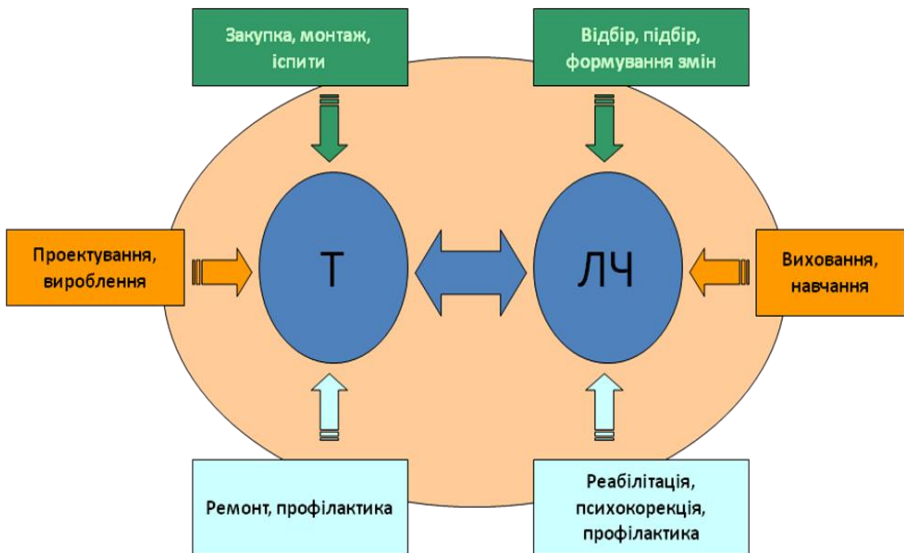 Закупка, монтаж,
іспити
Відбір, підбір,
формування змін
Проектування,
вироблення
Т
ЛЧ
Виховання,
навчання
Ремонт, профілактика
Реабілітація,
психокорекція,
профілактика